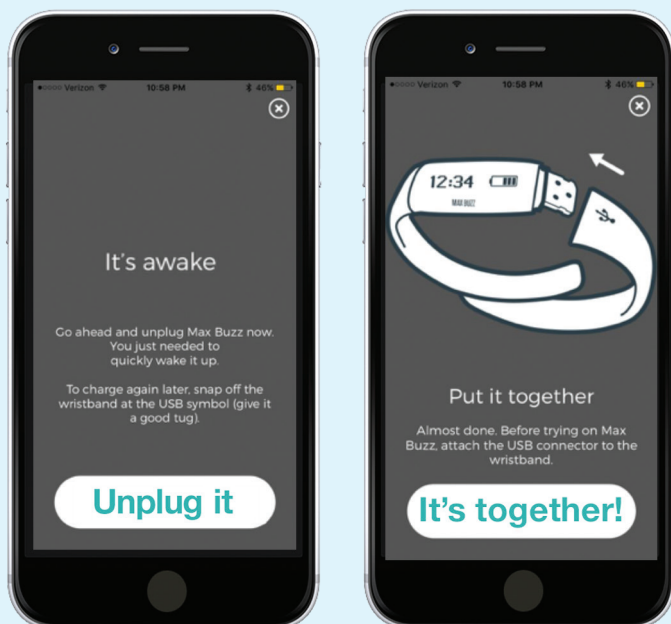 Verizon 10:58 PM 46%
It's awake
Go ahead and unplug Max Buzz now.
You just needed to
quickly wake it up.
To charge again later, snap off the
wristband at the USB symbol (give it
a good tug).
Unplug it
Verizon 10:58 PM 46%
12:34
MAX BUZZ
Put it together
Almost done. Before trying on Max
Buzz, attach the USB connector to the
wristband.
It's together!